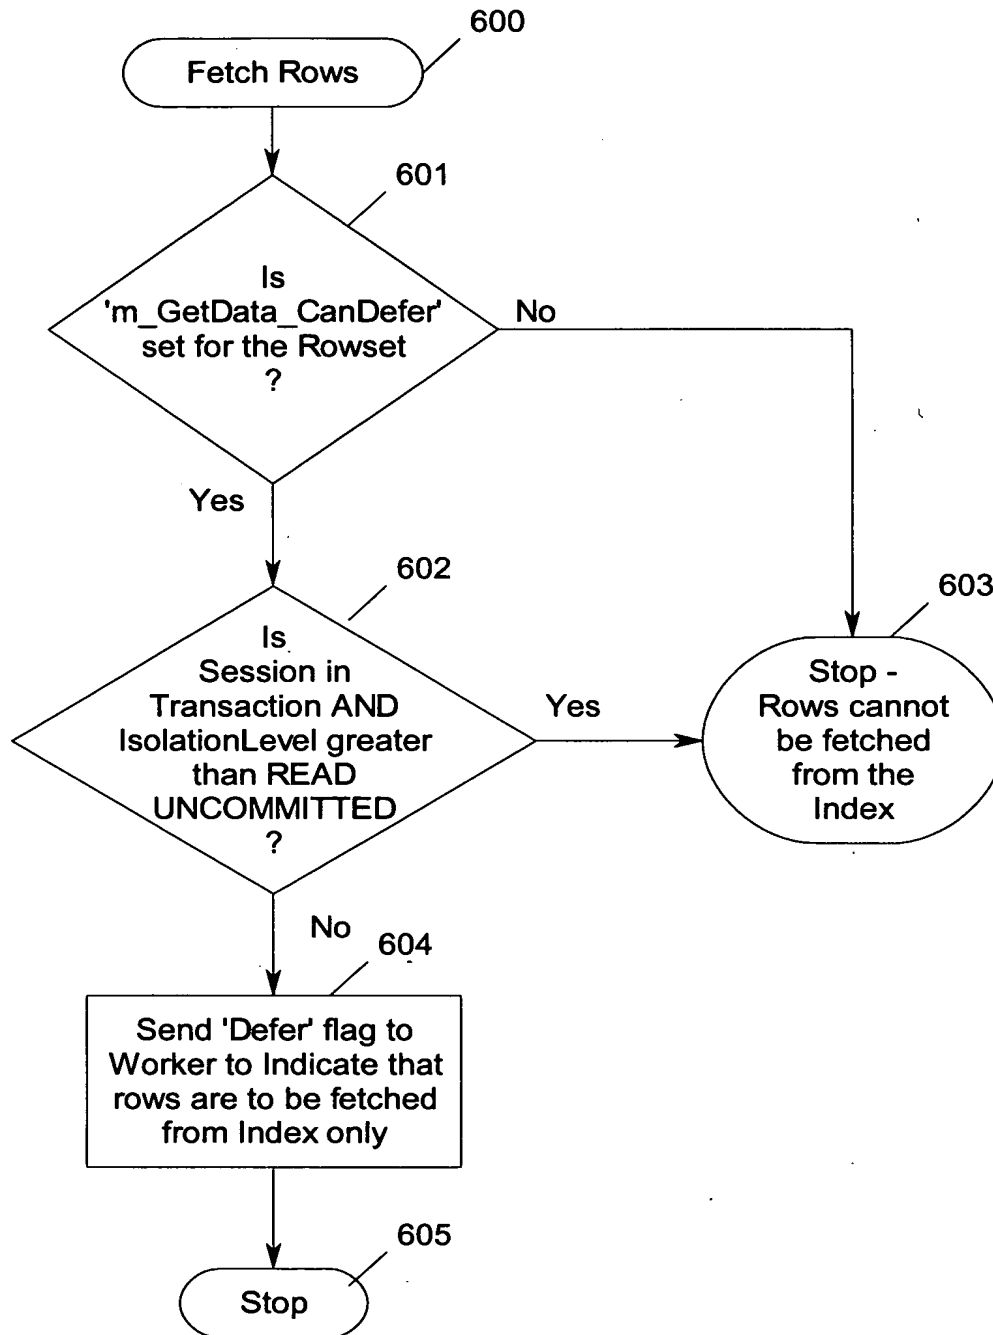 600
Fetch Rows
601
Is
'm_GetData_CanDefer'
set for the Rowset
?
No
Yes
602
Is
Session in
Transaction AND
IsolationLevel greater
than READ
UNCOMMITTED
?
Yes
603
Stop -
Rows cannot
be fetched
from the
Index
No
604
Send 'Defer' flag to
Worker to Indicate that
rows are to be fetched
from Index only
605
Stop